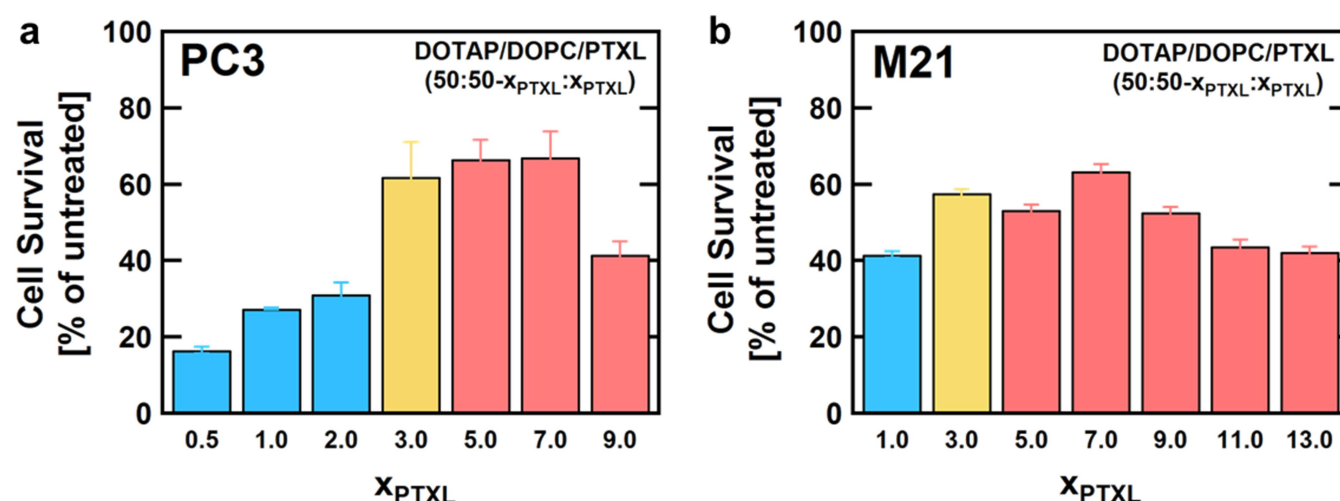 a
PC3
DOTAP/DOPC/PTXL
(50:50-xPTXL:xPTXL)
Cell Survival
[% of untreated]
100
80
60
40
20
0
0.5 1.0 2.0 3.0 5.0 7.0 9.0
xPTXL
b
M21
DOTAP/DOPC/PTXL
(50:50-xPTXL:xPTXL)
Cell Survival
[% of untreated]
100
80
60
40
20
0
1.0 3.0 5.0 7.0 9.0 11.0 13.0
xPTXL